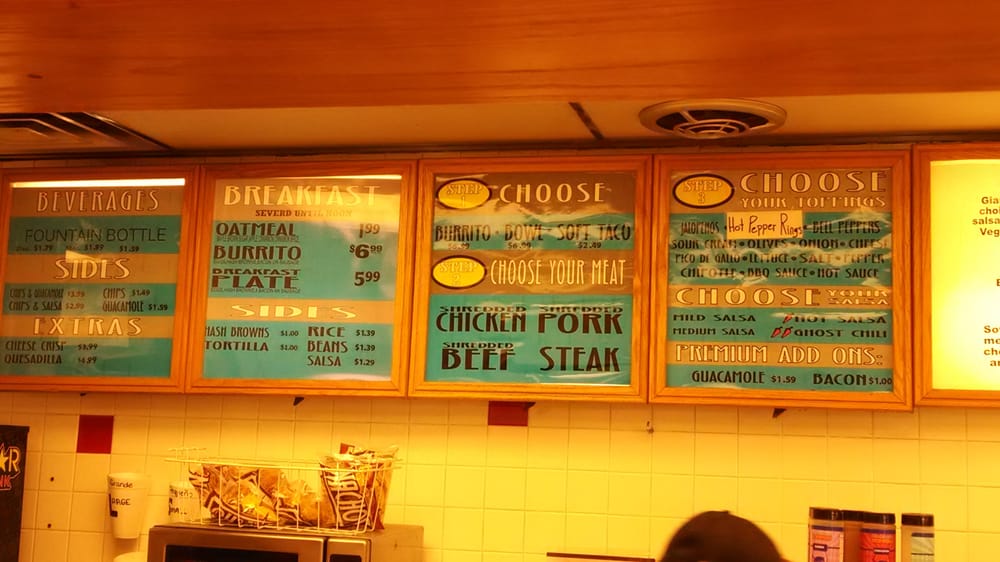 BEVERAGES
FOUNTAIN BOTTLE
$1.79 $1.99 $1.59
SIDES
CHIPS & GUACAMOLE $3.99 CHIPS $1.49
CHIPS & SALSA $2.99 GUACAMOLE $1.59
EXTRAS
CHEESE CRISP $3.99
QUESADILLA $4.99
BREAKFAST
SEVERD UNTIL NOON
OATMEAL 1.99
BURRITO $6.99
BREAKFAST
PLATE 5.99
SIDES
HASH BROWNS $1.00 RICE $1.39
TORTILLA $1.00 BEANS $1.39
SALSA $1.29
STEP
1
CHOOSE
BURRITO • BOWL • SOFT TACO
$6.99 $2.49
STEP
2
CHOOSE YOUR MEAT
SHREDDED SHREDDED
CHICKEN PORK
SHREDDED
BEEF STEAK
STEP
3
CHOOSE
YOUR TOPPINGS
JALAPENOS • Hot Pepper Rings • BELL PEPPERS
SOUR CREAM • OLIVES • ONION • CHEESE
PICO DE GALLO • LETTUCE • SALT • PEPPER
CHIPOTLE • BBQ SAUCE • HOT SAUCE
CHOOSE YOUR SALSA
MILD SALSA HOT SALSA
MEDIUM SALSA GHOST CHILI
PREMIUM ADD ONS:
GUACAMOLE $1.59 BACON $1.00
Grande